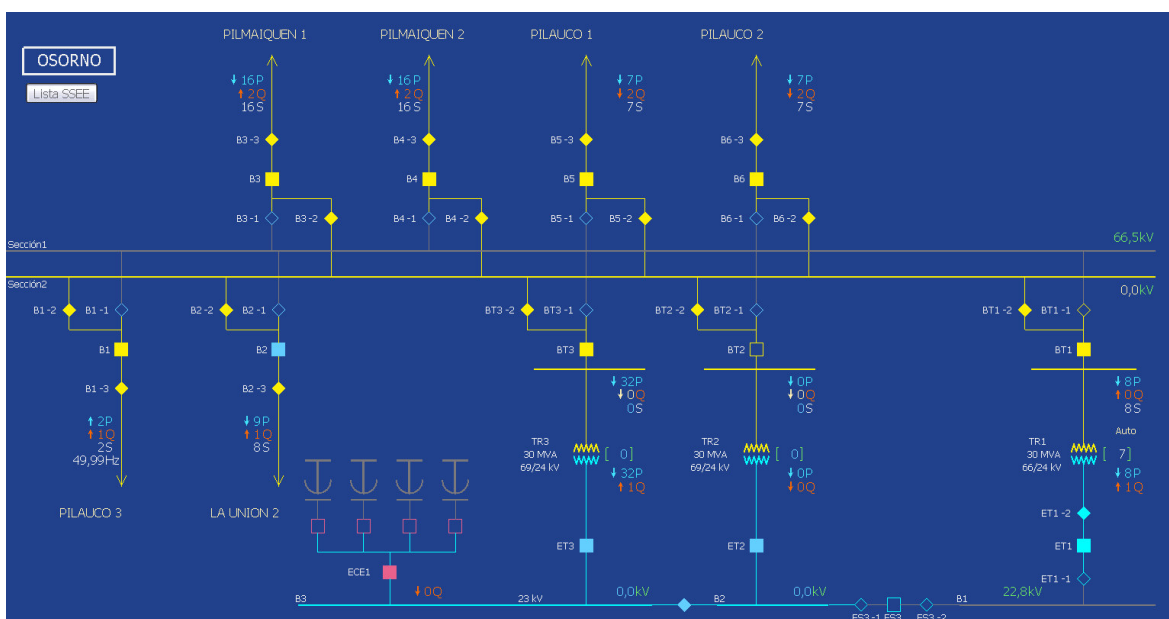 PILMAIQUEN 1
PILMAIQUEN 2
PILAUCO 1
PILAUCO 2
OSORNO
Lista SSEE
16P
2Q
16S
16P
2Q
16S
7P
2Q
7S
7P
2Q
7S
B3-3
B4-3
B5-3
B6-3
B3
B4
B5
B6
B3-1
B3-2
B4-1
B4-2
B5-1
B5-2
B6-1
B6-2
Sección1
66,5kV
Sección2
0,0kV
B1-2
B1-1
B2-2
B2-1
BT3-2
BT3-1
BT2-2
BT2-1
BT1-2
BT1-1
B1
B2
BT3
BT2
BT1
B1-3
B2-3
32P
0Q
0S
0P
0Q
0S
8P
0Q
8S
2P
1Q
2S
49,99Hz
9P
1Q
8S
Auto
TR3
30 MVA
69/24 kV
[ 0]
TR2
30 MVA
69/24 kV
[ 0]
TR1
30 MVA
66/24 kV
[ 7]
32P
1Q
0P
0Q
8P
1Q
PILAUCO 3
LA UNION 2
ET1-2
ET3
ET2
ET1
ECE1
ET1-1
0Q
B3
23 kV
0,0kV
B2
0,0kV
B1
22,8kV
ES3-1
ES3
ES3-2